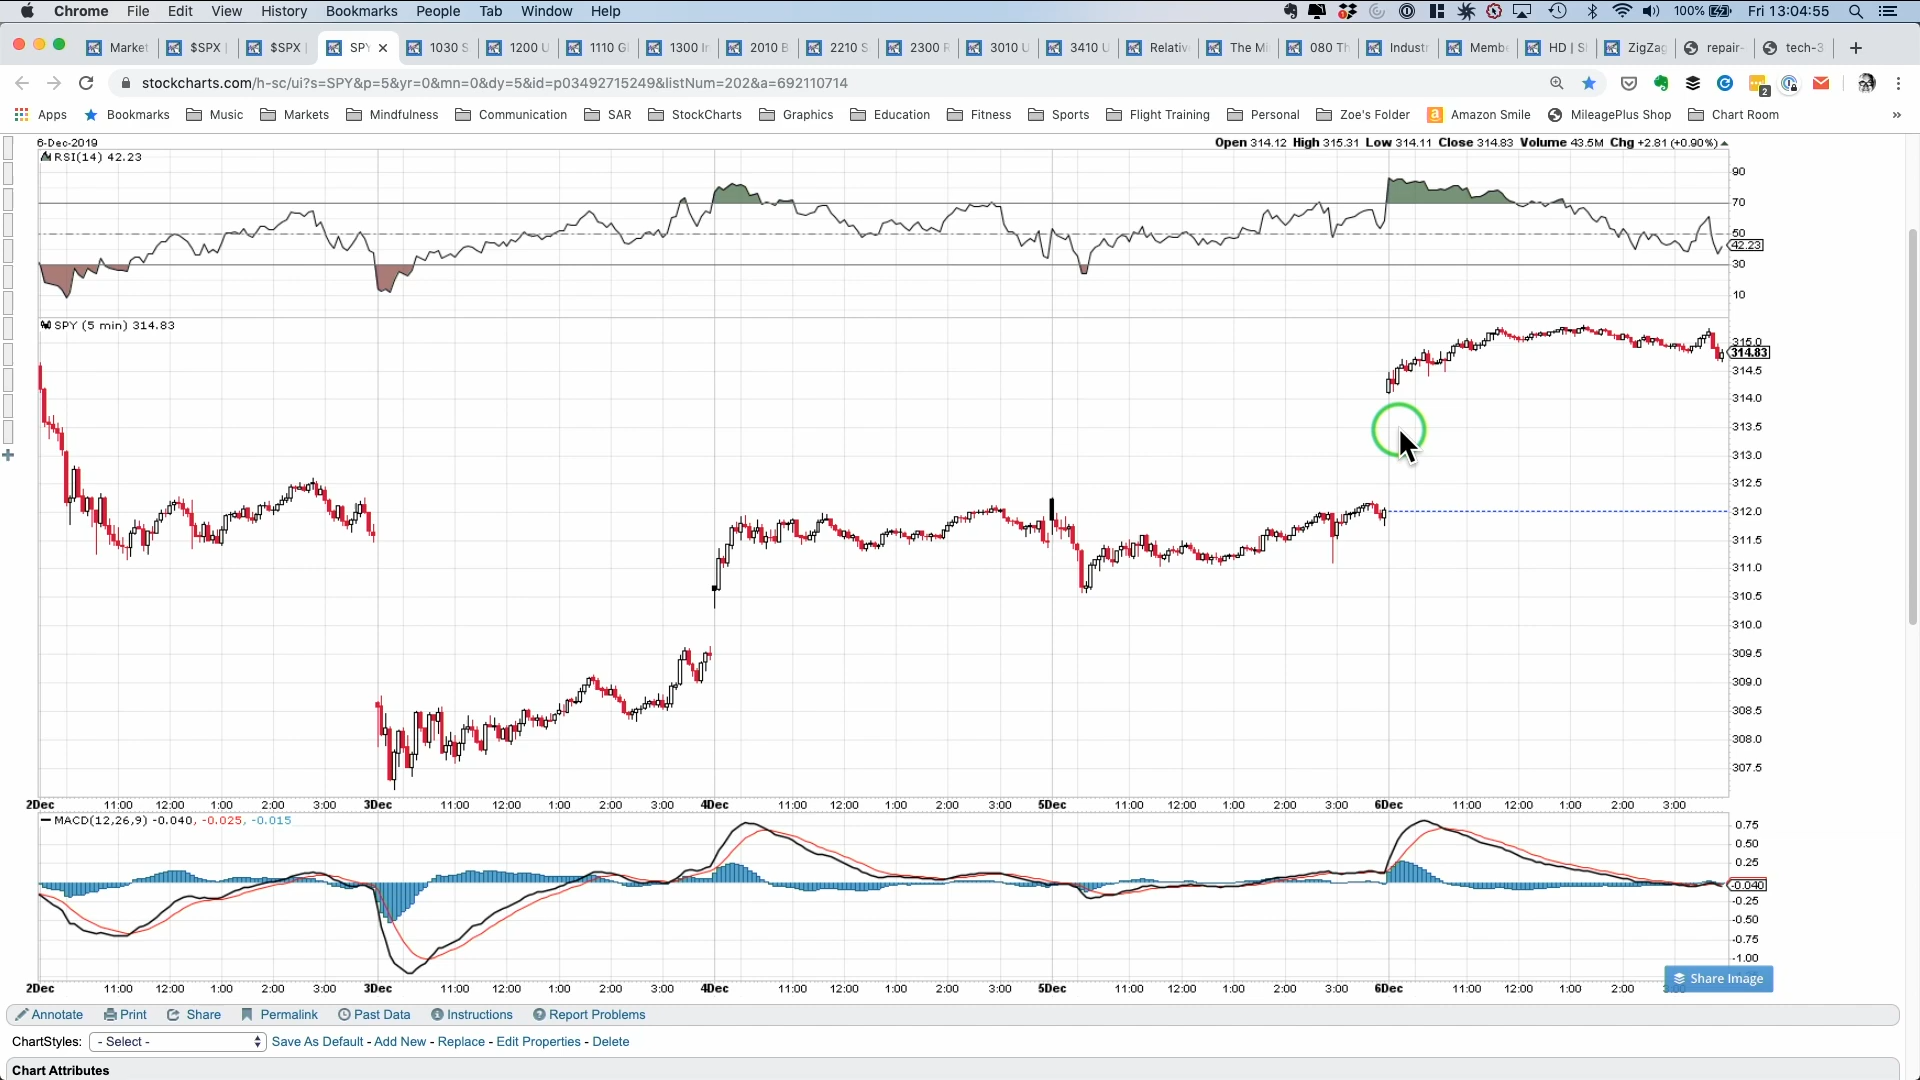 Chrome File Edit View History Bookmarks People Tab Window Help 100% Fri 13:04:55
Market $SPX $SPX SPY 1030 S 1200 U 1110 G 1300 I 2010 B 2210 S 2300 R 3010 U 3410 U Relativ The Mi 080 Th Industr Membe HD | S ZigZag repair- tech-3
stockcharts.com/h-sc/ui?s=SPY&p=5&yr=0&mn=0&dy=5&id=p03492715249&listNum=202&a=692110714 2
Apps Bookmarks Music Markets Mindfulness Communication SAR StockCharts Graphics Education Fitness Sports Flight Training Personal Zoe's Folder Amazon Smile MileagePlus Shop Chart Room »
6-Dec-2019 Open 314.12 High 315.31 Low 314.11 Close 314.83 Volume 43.5M Chg +2.81 (+0.90%)
RSI(14) 42.23
90
70
50
42.23
30
10
SPY (5 min) 314.83
315.0
314.83
314.5
314.0
313.5
313.0
312.5
312.0
311.5
311.0
310.5
310.0
309.5
309.0
308.5
308.0
307.5
2Dec 11:00 12:00 1:00 2:00 3:00 3Dec 11:00 12:00 1:00 2:00 3:00 4Dec 11:00 12:00 1:00 2:00 3:00 5Dec 11:00 12:00 1:00 2:00 3:00 6Dec 11:00 12:00 1:00 2:00 3:00
MACD(12,26,9) -0.040, -0.025, -0.015
0.75
0.50
0.25
-0.040
-0.25
-0.50
-0.75
-1.00
Share Image
2Dec 11:00 12:00 1:00 2:00 3:00 3Dec 11:00 12:00 1:00 2:00 3:00 4Dec 11:00 12:00 1:00 2:00 3:00 5Dec 11:00 12:00 1:00 2:00 3:00 6Dec 11:00 12:00 1:00 2:00
Annotate Print Share Permalink Past Data Instructions Report Problems
ChartStyles: - Select - Save As Default - Add New - Replace - Edit Properties - Delete
Chart Attributes